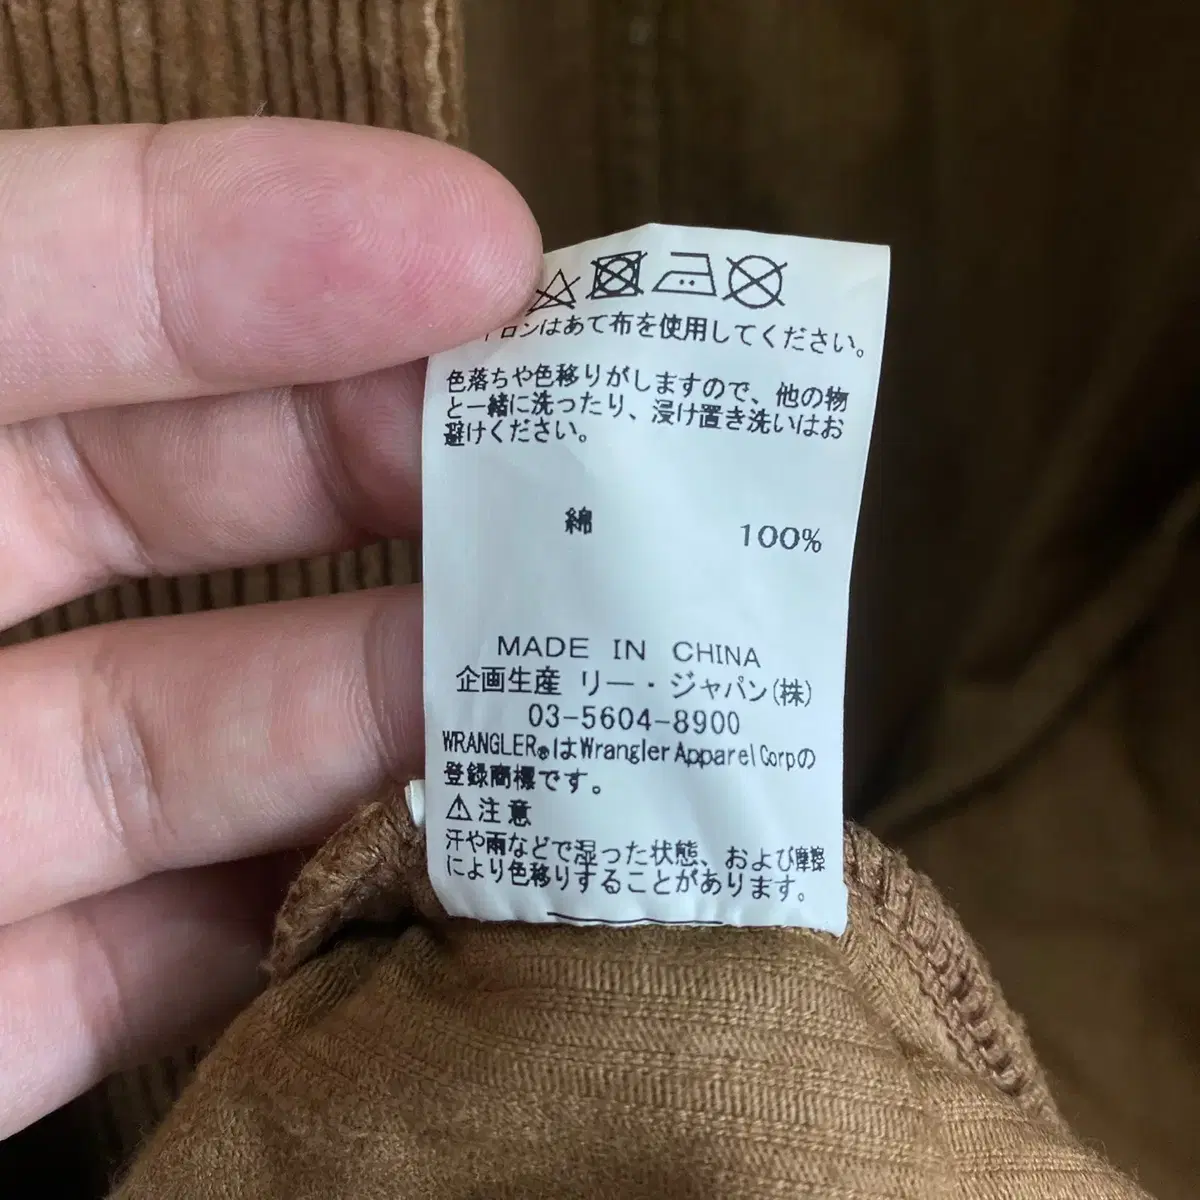 ロンはあて布を使用してください。
色落ちや色移りがしますので、他の物
と一緒に洗ったり、浸け置き洗いはお
避けください。
綿 100%
MADE IN CHINA
企画生産 リー・ジャパン(株)
03-5604-8900
WRANGLER®はWrangler Apparel Corpの
登録商標です。
⚠注意
汗や雨などで湿った状態、および摩擦
により色移りすることがあります。